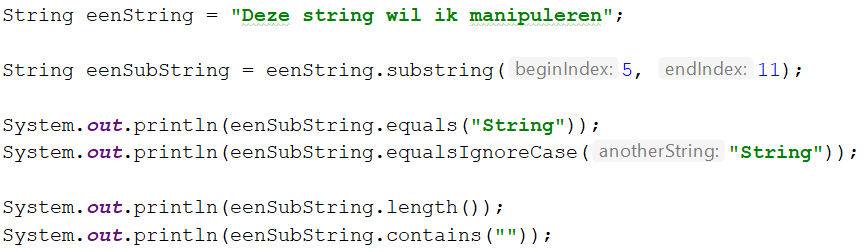 String eenString = "Deze string wil ik manipuleren";
String eenSubString = eenString.substring( beginIndex: 5, endIndex: 11);
System.out.println(eenSubString.equals("String"));
System.out.println(eenSubString.equalsIgnoreCase( anotherString: "String"));
System.out.println(eenSubString.length());
System.out.println(eenSubString.contains(""));